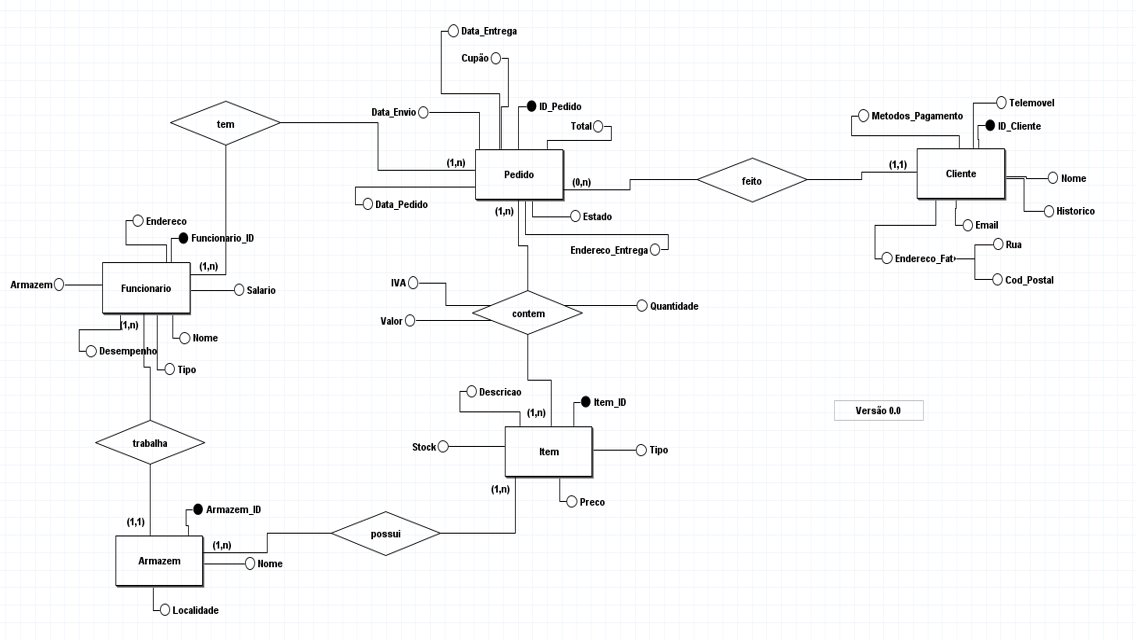 Data_Entrega
Cupão
Data_Envio
ID_Pedido
Total
tem
(1,n)
Pedido
(0,n)
Data_Pedido
(1,n)
Estado
Endereco_Entrega
feito
Telemovel
Metodos_Pagamento
ID_Cliente
(1,1)
Cliente
Nome
Historico
Email
Endereco_Fat
Rua
Cod_Postal
Endereco
Funcionario_ID
(1,n)
Armazem
Funcionario
Salario
(1,n)
Nome
Desempenho
Tipo
IVA
Quantidade
Valor
contem
Descricao
Item_ID
(1,n)
Stock
Item
Tipo
(1,n)
Preco
Versão 0.0
trabalha
Armazem_ID
(1,1)
(1,n)
possui
Armazem
Nome
Localidade